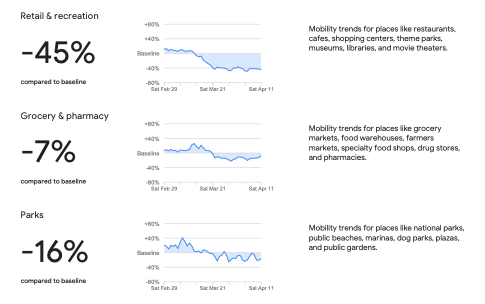 Retail & recreation
-45%
compared to baseline
+80%
+40%
Baseline
-40%
-80%
Sat Feb 29
Sat Mar 21
Sat Apr 11
Mobility trends for places like restaurants,
cafes, shopping centers, theme parks,
museums, libraries, and movie theaters.
Grocery & pharmacy
-7%
compared to baseline
+80%
+40%
Baseline
-40%
-80%
Sat Feb 29
Sat Mar 21
Sat Apr 11
Mobility trends for places like grocery
markets, food warehouses, farmers
markets, specialty food shops, drug stores,
and pharmacies.
Parks
-16%
compared to baseline
+80%
+40%
Baseline
-40%
-80%
Sat Feb 29
Sat Mar 21
Sat Apr 11
Mobility trends for places like national parks,
public beaches, marinas, dog parks, plazas,
and public gardens.